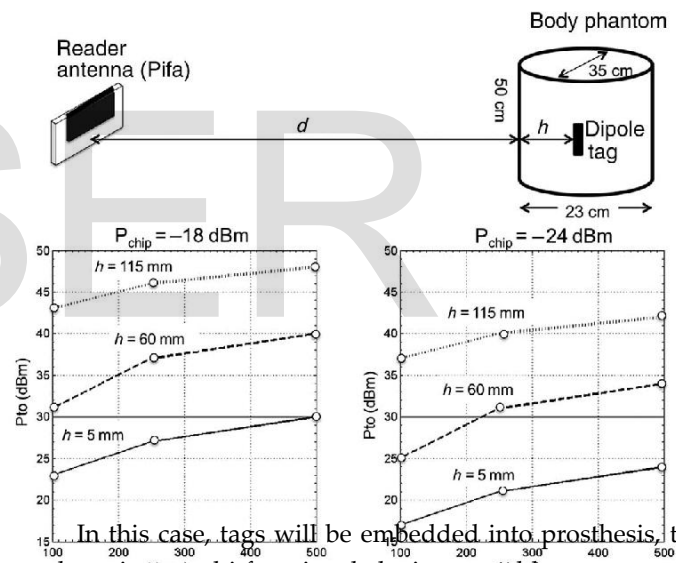 Body phantom
Reader
antenna (Pifa)
35 cm
50 cm
d
h
Dipole
tag
23 cm
SER
P_chip = −18 dBm
50
45
40
35
30
25
20
15
Pto (dBm)
h = 115 mm
h = 60 mm
h = 5 mm
100
200
300
400
500
P_chip = −24 dBm
50
45
40
35
30
25
20
15
Pto (dBm)
h = 115 mm
h = 60 mm
h = 5 mm
100
200
300
400
500
In this case, tags will be embedded into prosthesis, t